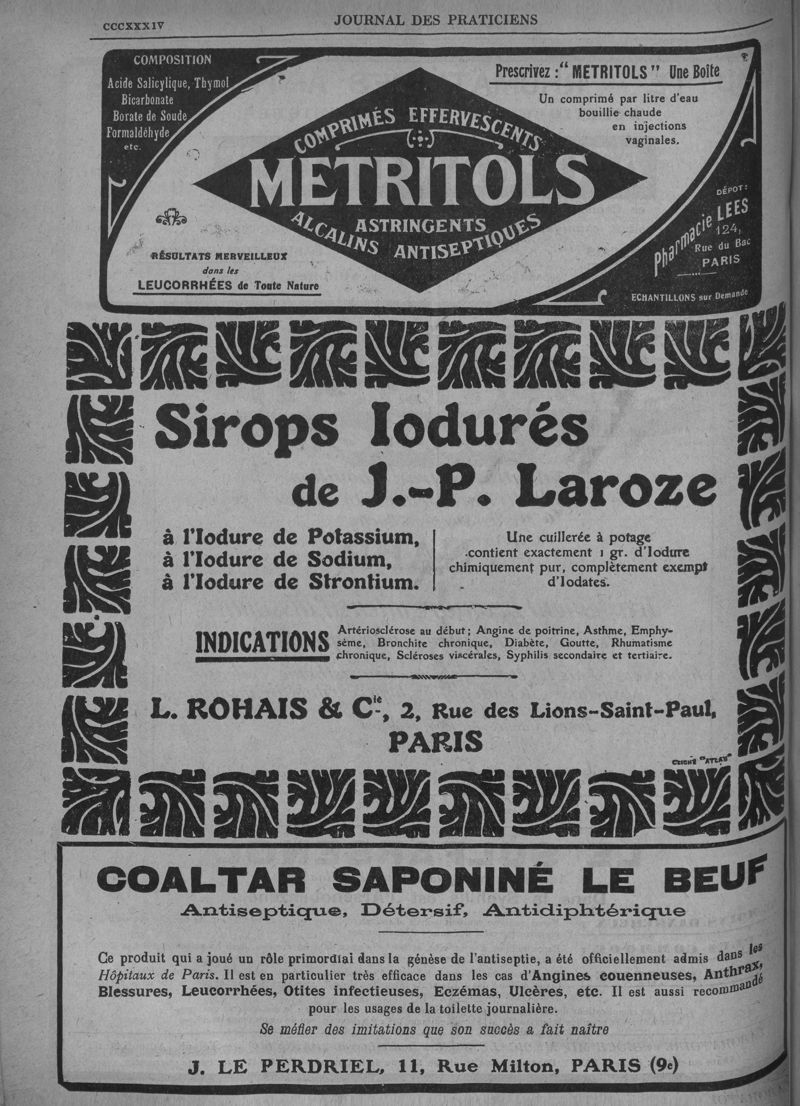 CCCXXXIV
JOURNAL DES PRATICIENS
COMPOSITION
Acide Salicylique, Thymol
Bicarbonate
Borate de Soude
Formaldéhyde
etc.
Prescrivez : "METRITOLS" Une Boîte
Un comprimé par litre d'eau
bouillie chaude
en injections
vaginales.
COMPRIMÉS EFFERVESCENTS
METRITOLS
ASTRINGENTS
ALCALINS ANTISEPTIQUES
RÉSULTATS MERVEILLEUX
dans les
LEUCORRHÉES de Toute Nature
DÉPOT:
Pharmacie LEES
124,
Rue du Bac
PARIS
ECHANTILLONS sur Demande
Sirops Iodurés
de J.-P. Laroze
à l'Iodure de Potassium,
à l'Iodure de Sodium,
à l'Iodure de Strontium.
Une cuillerée à potage
contient exactement 1 gr. d'Iodure
chimiquement pur, complètement exempt
d'Iodates.
INDICATIONS
Artériosclérose au début; Angine de poitrine, Asthme, Emphy-
sème, Bronchite chronique, Diabète, Goutte, Rhumatisme
chronique, Scléroses viscérales, Syphilis secondaire et tertiaire.
L. ROHAIS & Cie, 2, Rue des Lions-Saint-Paul,
PARIS
CLICHÉ "ATLAS"
COALTAR SAPONINÉ LE BEUF
Antiseptique, Détersif, Antidiphtérique
Ce produit qui a joué un rôle primordial dans la génèse de l'antiseptie, a été officiellement admis dans les
Hôpitaux de Paris. Il est en particulier très efficace dans les cas d'Angines couenneuses, Anthrax,
Blessures, Leucorrhées, Otites infectieuses, Eczémas, Ulcères, etc. Il est aussi recommandé
pour les usages de la toilette journalière.
Se méfier des imitations que son succès a fait naître
J. LE PERDRIEL, 11, Rue Milton, PARIS (9e)